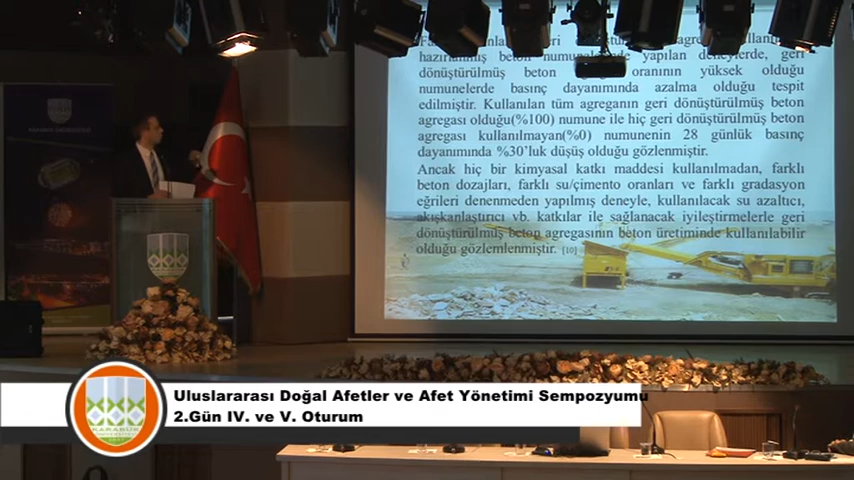 hazırlanmış beton numunelerinde yapılan deneylerde, geri
dönüştürülmüş beton oranının yüksek olduğu
numunelerde basınç dayanımında azalma olduğu tespit
edilmiştir. Kullanılan tüm agreganın geri dönüştürülmüş beton
agregası olduğu(%100) numune ile hiç geri dönüştürülmüş beton
agregası kullanılmayan(%0) numunenin 28 günlük basınç
dayanımında %30'luk düşüş olduğu gözlenmiştir.
Ancak hiç bir kimyasal katkı maddesi kullanılmadan, farklı
beton dozajları, farklı su/çimento oranları ve farklı gradasyon
eğrileri denenmeden yapılmış deneyle, kullanılacak su azaltıcı,
akışkanlaştırıcı vb. katkılar ile sağlanacak iyileştirmelerle geri
dönüştürülmüş beton agregasının beton üretiminde kullanılabilir
olduğu gözlemlenmiştir. [10]
Uluslararası Doğal Afetler ve Afet Yönetimi Sempozyumu
2.Gün IV. ve V. Oturum
KARABÜK